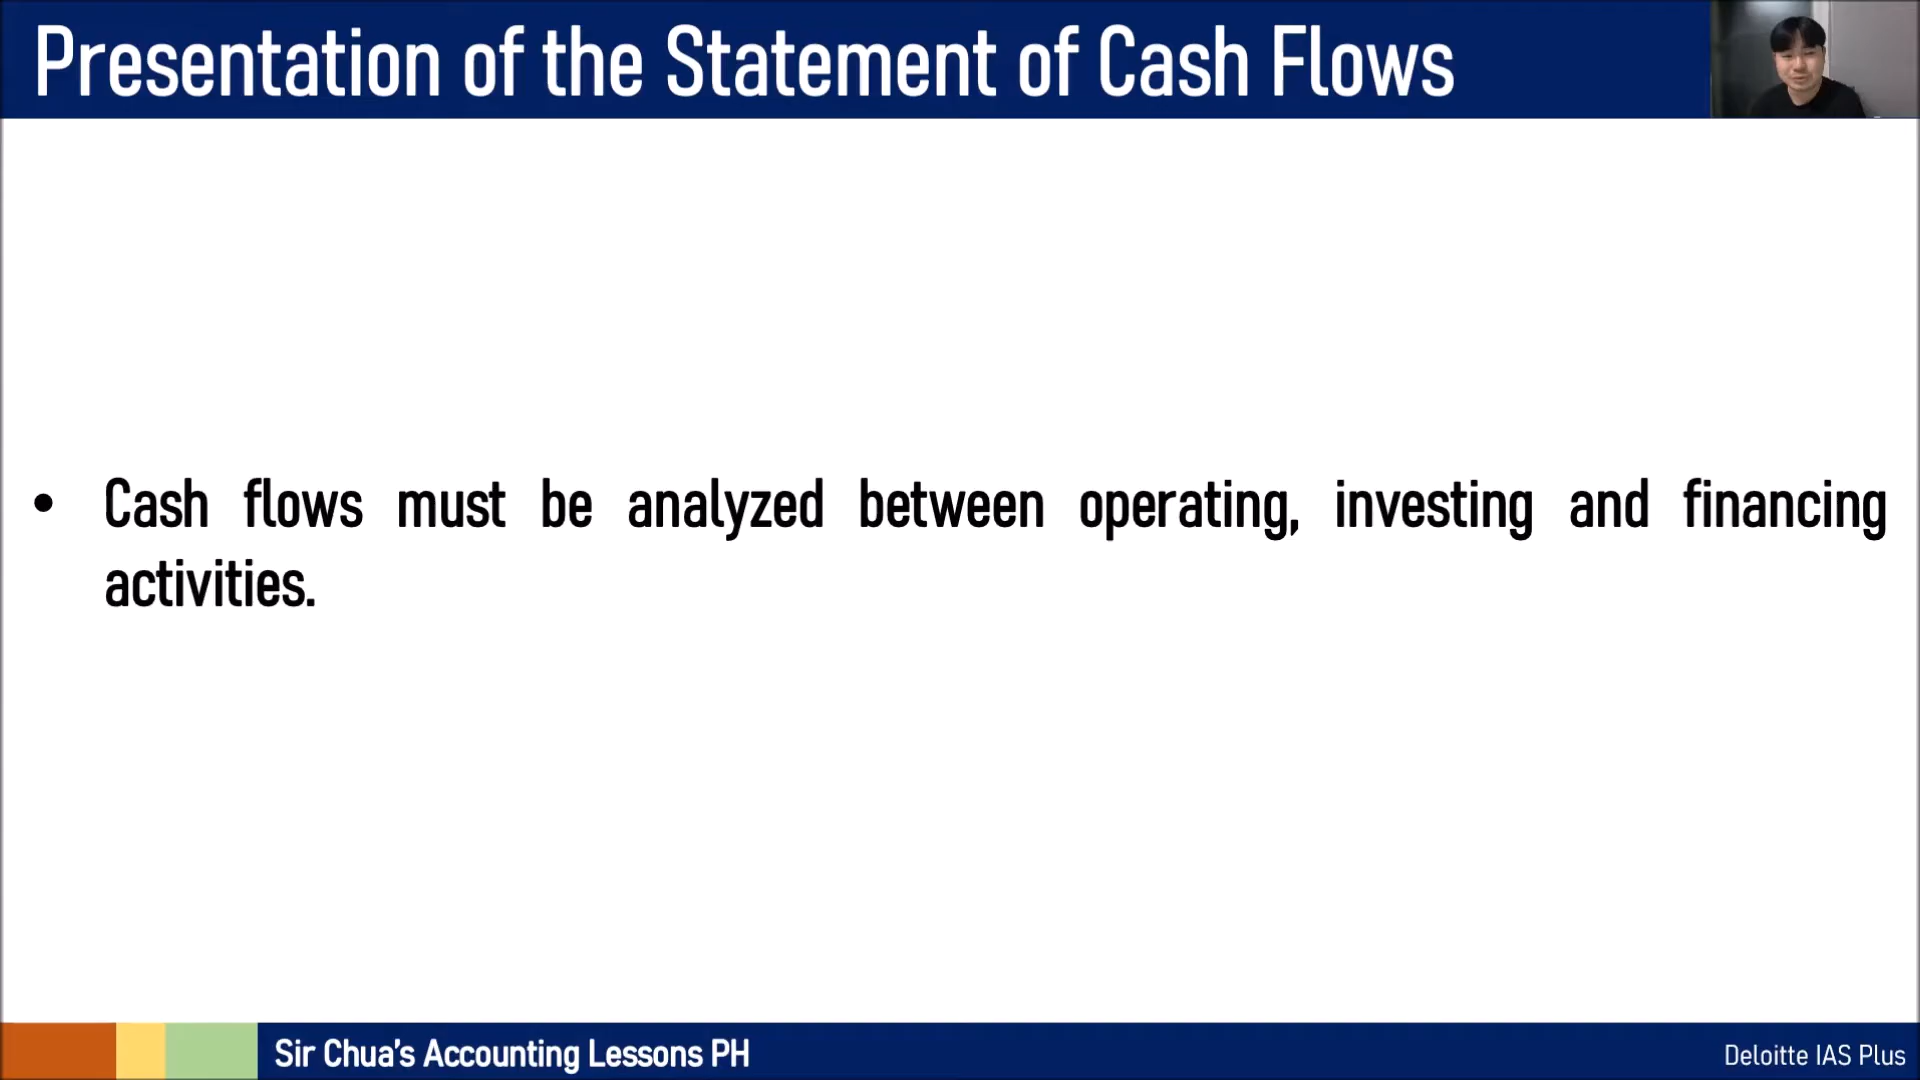 Presentation of the Statement of Cash Flows
• Cash flows must be analyzed between operating, investing and financing
activities.
Sir Chua's Accounting Lessons PH
Deloitte IAS Plus